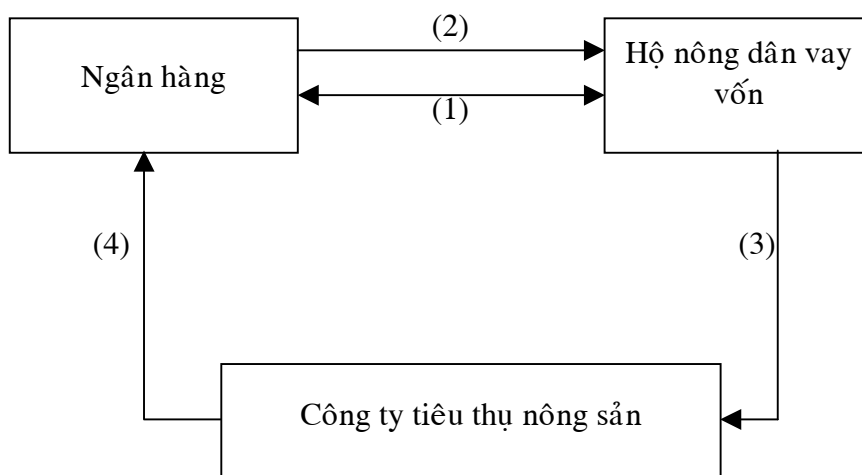 (2)
Ngân hàng
Hộ nông dân vay
vốn
(1)
(4)
(3)
Công ty tiêu thụ nông sản